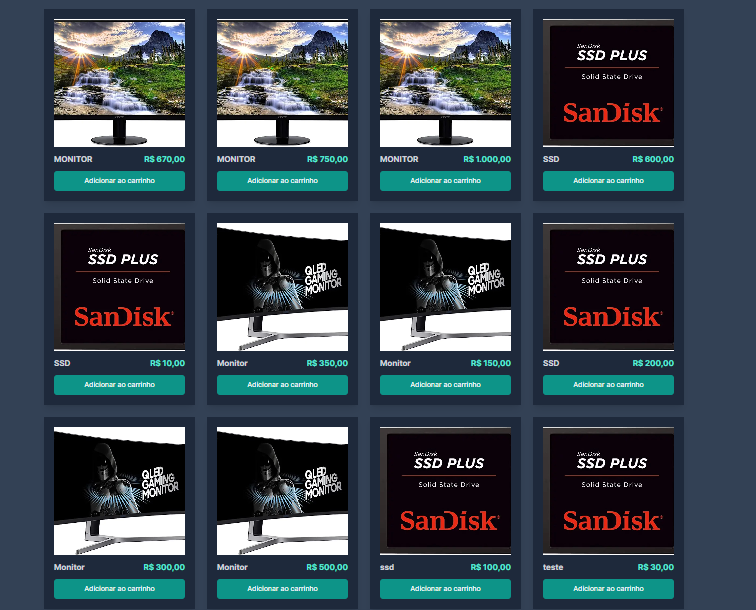 MONITOR R$ 670,00
Adicionar ao carrinho
MONITOR R$ 750,00
Adicionar ao carrinho
MONITOR R$ 1.000,00
Adicionar ao carrinho
SanDisk
SSD PLUS
Solid State Drive
SanDisk
SSD R$ 600,00
Adicionar ao carrinho
SanDisk
SSD PLUS
Solid State Drive
SanDisk
SSD R$ 10,00
Adicionar ao carrinho
QLED
GAMING
MONITOR
Monitor R$ 350,00
Adicionar ao carrinho
QLED
GAMING
MONITOR
Monitor R$ 150,00
Adicionar ao carrinho
SanDisk
SSD PLUS
Solid State Drive
SanDisk
SSD R$ 200,00
Adicionar ao carrinho
QLED
GAMING
MONITOR
Monitor R$ 300,00
Adicionar ao carrinho
QLED
GAMING
MONITOR
Monitor R$ 500,00
Adicionar ao carrinho
SanDisk
SSD PLUS
Solid State Drive
SanDisk
ssd R$ 100,00
Adicionar ao carrinho
SanDisk
SSD PLUS
Solid State Drive
SanDisk
teste R$ 30,00
Adicionar ao carrinho